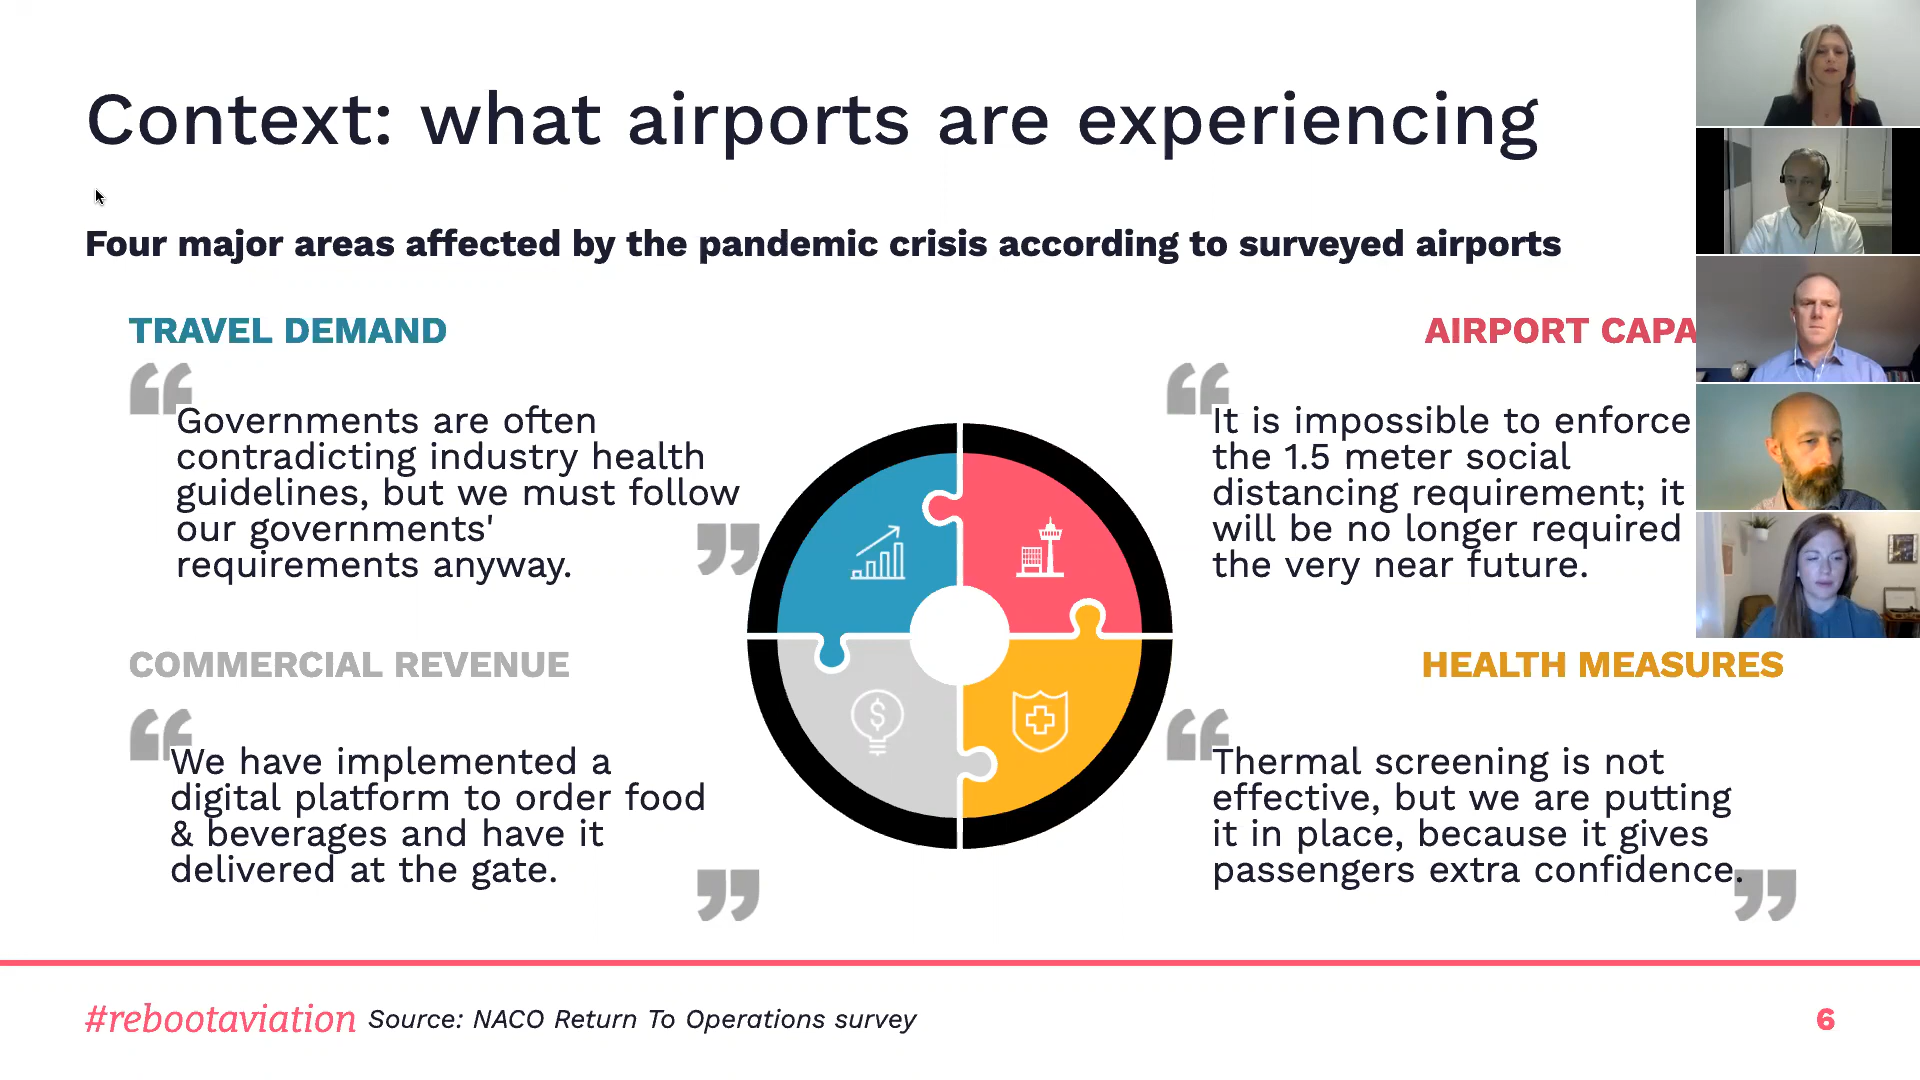 Context: what airports are experiencing
Four major areas affected by the pandemic crisis according to surveyed airports
TRAVEL DEMAND
“
Governments are often
contradicting industry health
guidelines, but we must follow
our governments'
requirements anyway.
”
AIRPORT CAPA
“
It is impossible to enforce
the 1.5 meter social
distancing requirement; it
will be no longer required
the very near future.
COMMERCIAL REVENUE
“
We have implemented a
digital platform to order food
& beverages and have it
delivered at the gate.
”
HEALTH MEASURES
“
Thermal screening is not
effective, but we are putting
it in place, because it gives
passengers extra confidence.
”
$
#rebootaviation Source: NACO Return To Operations survey
6